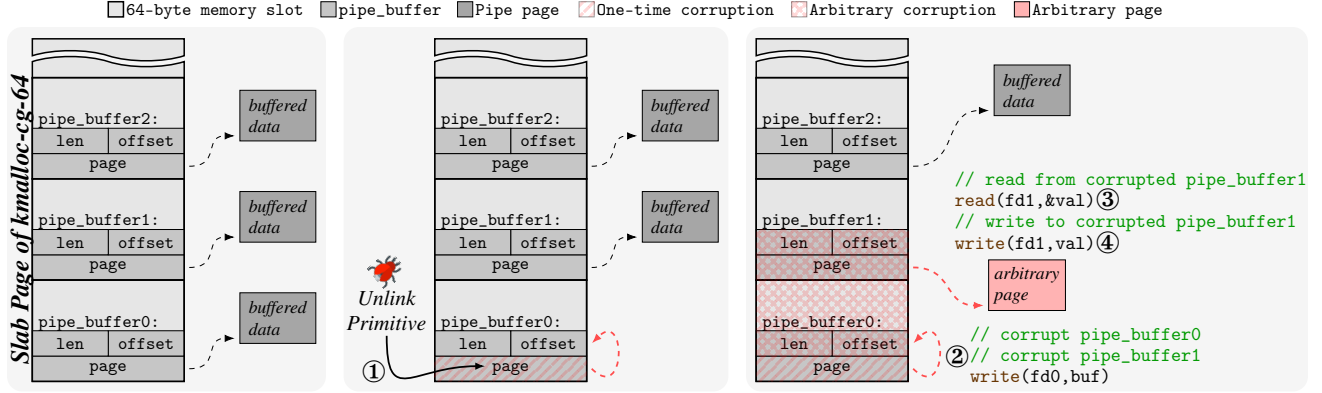 64-byte memory slot pipe_buffer Pipe page One-time corruption Arbitrary corruption Arbitrary page
Slab Page of kmalloc-cg-64
pipe_buffer2:
len offset
page
buffered
data
pipe_buffer1:
len offset
page
buffered
data
pipe_buffer0:
len offset
page
buffered
data
pipe_buffer2:
len offset
page
buffered
data
pipe_buffer1:
len offset
page
buffered
data
Unlink
Primitive
①
pipe_buffer0:
len offset
page
pipe_buffer2:
len offset
page
buffered
data
pipe_buffer1:
len offset
page
// read from corrupted pipe_buffer1
read(fd1,&val)③
// write to corrupted pipe_buffer1
write(fd1,val)④
arbitrary
page
pipe_buffer0:
len offset
page
// corrupt pipe_buffer0
②// corrupt pipe_buffer1
write(fd0,buf)